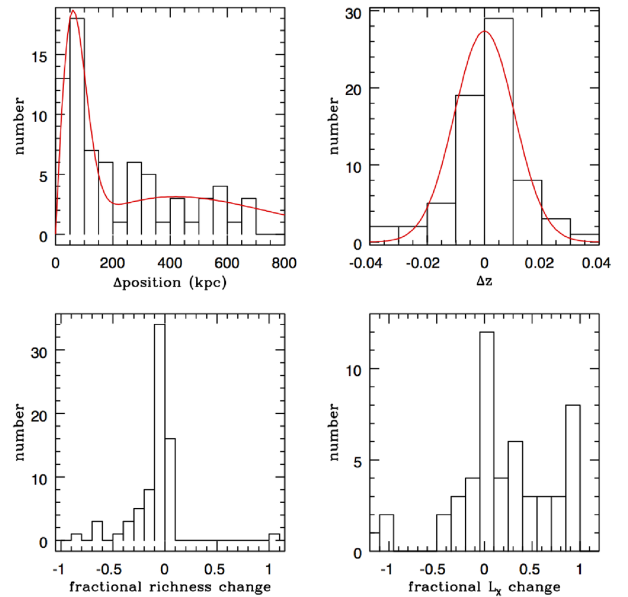 number
15
10
5
0
0 200 400 600 800
Δposition (kpc)
number
30
20
10
0
-0.04 -0.02 0 0.02 0.04
Δz
number
30
20
10
0
-1 -0.5 0 0.5 1
fractional richness change
number
10
5
0
-1 -0.5 0 0.5 1
fractional Lx change